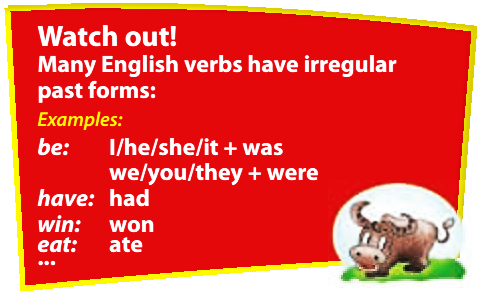 Watch out!
Many English verbs have irregular
past forms:
Examples:
be: I/he/she/it + was
we/you/they + were
have: had
win: won
eat: ate
...